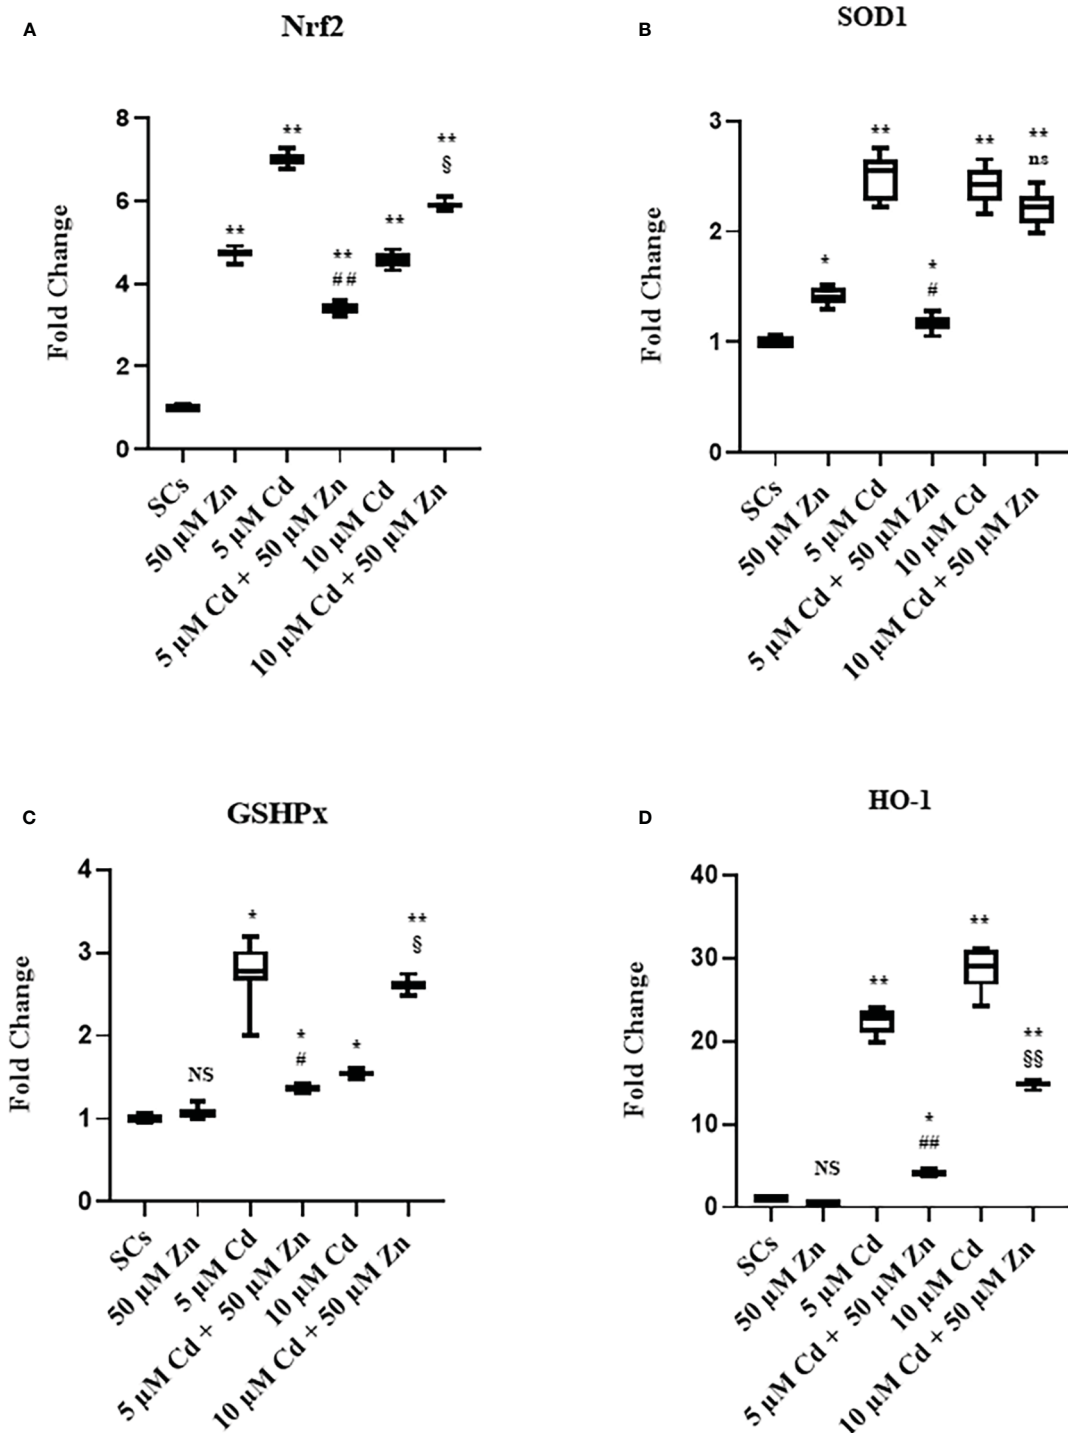 A
Nrf2
Fold Change
8
6
4
2
0
**
**
**
##
**
**
§
SCs
50 µM Zn
5 µM Cd
5 µM Cd + 50 µM Zn
10 µM Cd
10 µM Cd + 50 µM Zn
B
SOD1
Fold Change
3
2
1
0
*
**
*
#
**
**
ns
SCs
50 µM Zn
5 µM Cd
5 µM Cd + 50 µM Zn
10 µM Cd
10 µM Cd + 50 µM Zn
C
GSHPx
Fold Change
4
3
2
1
0
NS
*
*
#
*
**
§
SCs
50 µM Zn
5 µM Cd
5 µM Cd + 50 µM Zn
10 µM Cd
10 µM Cd + 50 µM Zn
D
HO-1
Fold Change
40
30
20
10
0
NS
**
*
##
**
**
§§
SCs
50 µM Zn
5 µM Cd
5 µM Cd + 50 µM Zn
10 µM Cd
10 µM Cd + 50 µM Zn